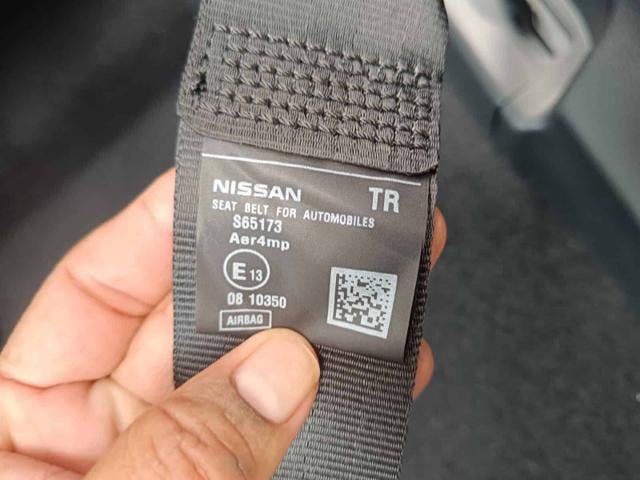 NISSAN TR
SEAT BELT FOR AUTOMOBILES
S65173
Aer4mp
E13
08 10350
AIRBAG